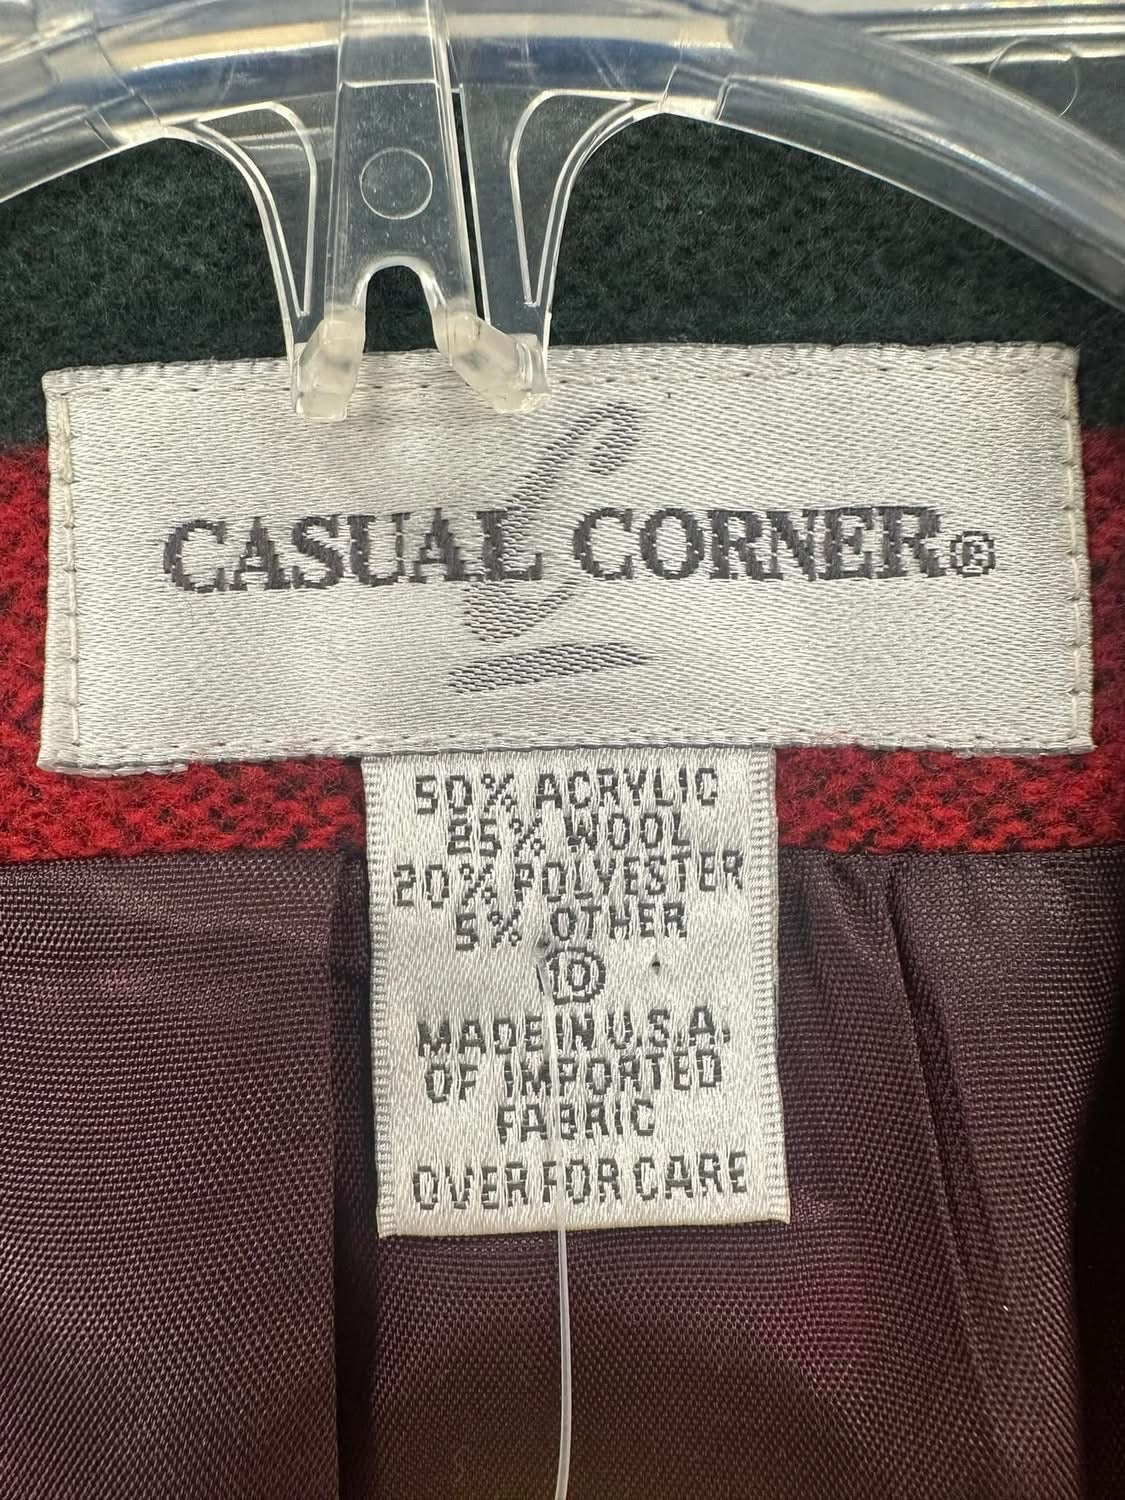 CASUAL CORNER®
50% ACRYLIC
25% WOOL
20% POLYESTER
5% OTHER
10
MADE IN U.S.A.
OF IMPORTED
FABRIC
OVER FOR CARE